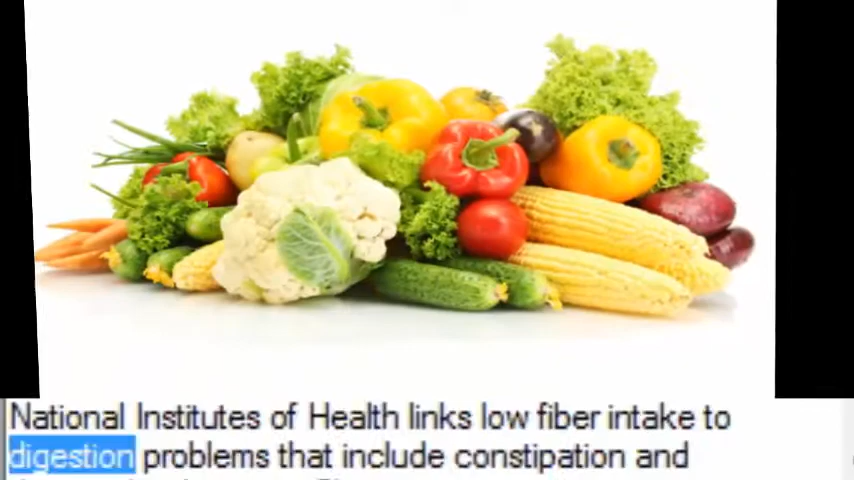 National Institutes of Health links low fiber intake to
digestion problems that include constipation and